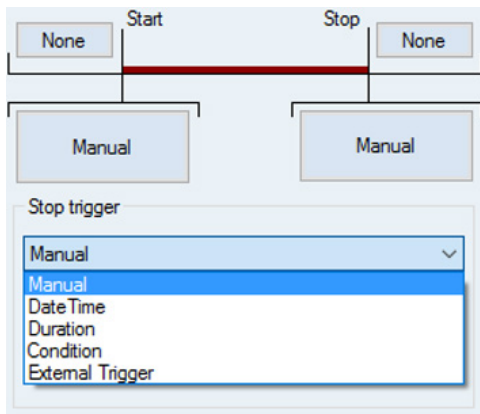 Start
Stop
None
None
Manual
Manual
Stop trigger
Manual
Manual
DateTime
Duration
Condition
External Trigger